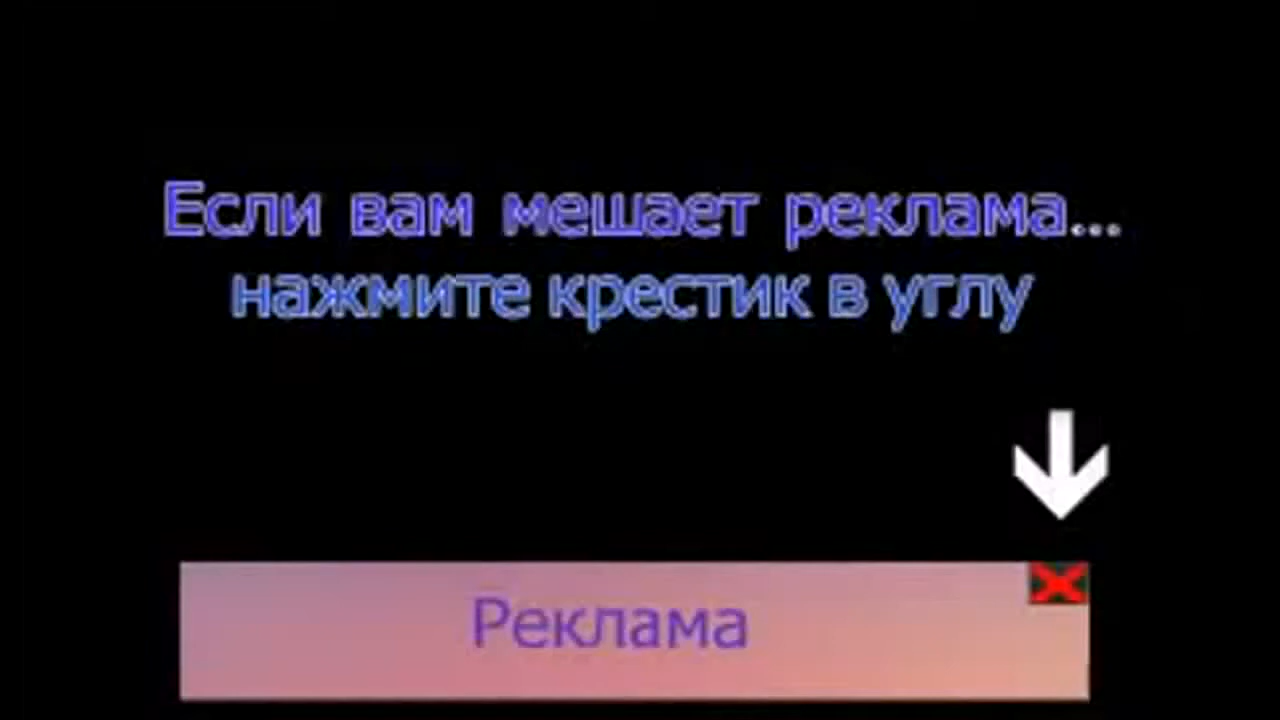 Если вам мешает реклама...
нажмите крестик в углу
Реклама